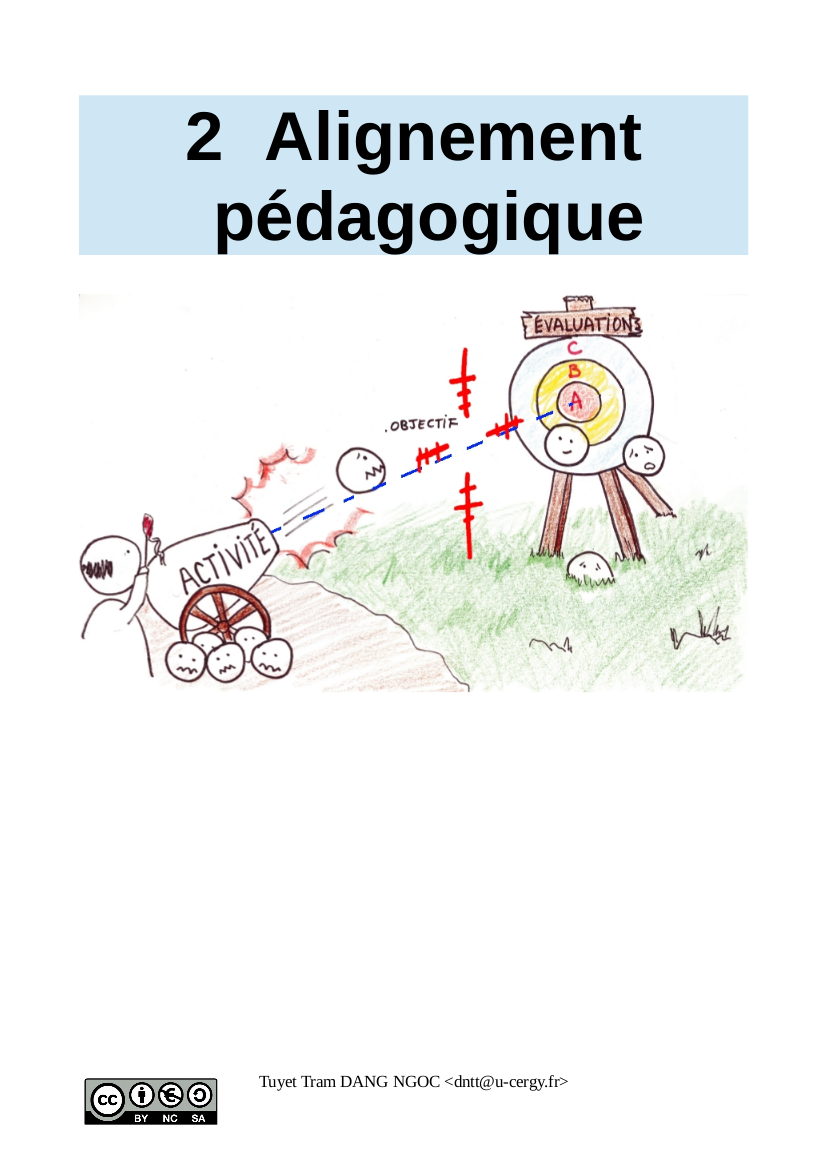 2 Alignement
pédagogique
ÉVALUATIONS
C
B
A
.OBJECTIF
ACTIVITÉ
Tuyet Tram DANG NGOC <dntt@u-cergy.fr>
cc
BY NC SA